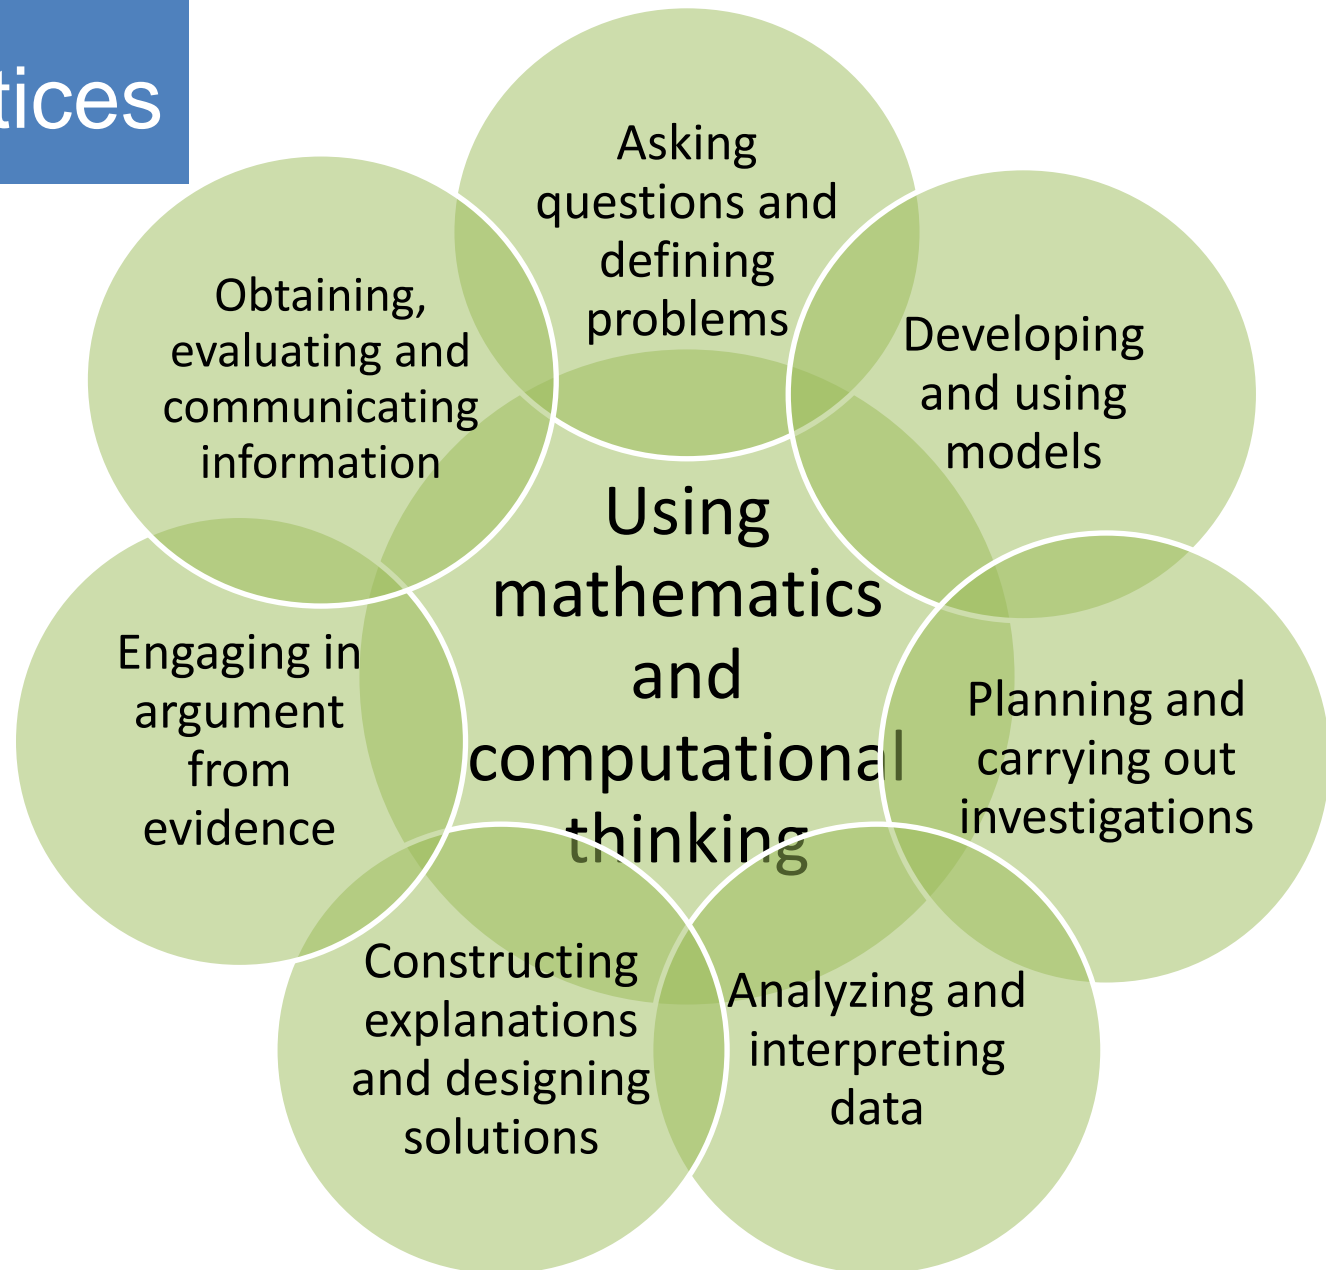 tices
Asking
questions and
defining
problems
Developing
and using
models
Planning and
carrying out
investigations
Analyzing and
interpreting
data
Constructing
explanations
and designing
solutions
Engaging in
argument
from
evidence
Obtaining,
evaluating and
communicating
information
Using
mathematics
and
computational
thinking